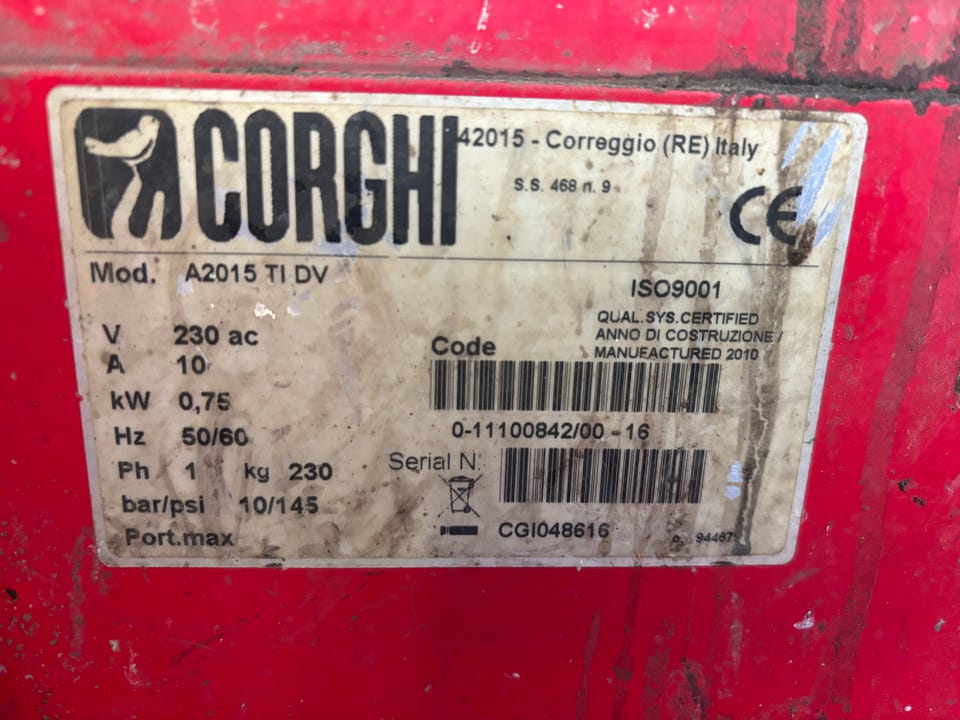 CORGHI 42015 - Correggio (RE) Italy
S.S. 468 n. 9
CE
Mod. A2015 TI DV
ISO9001
QUAL.SYS.CERTIFIED
ANNO DI COSTRUZIONE /
MANUFACTURED 2010
V 230 ac
A 10
kW 0,75
Hz 50/60
Ph 1 kg 230
bar/psi 10/145
Port.max
Code
0-11100842/00 - 16
Serial N.
CGI048616